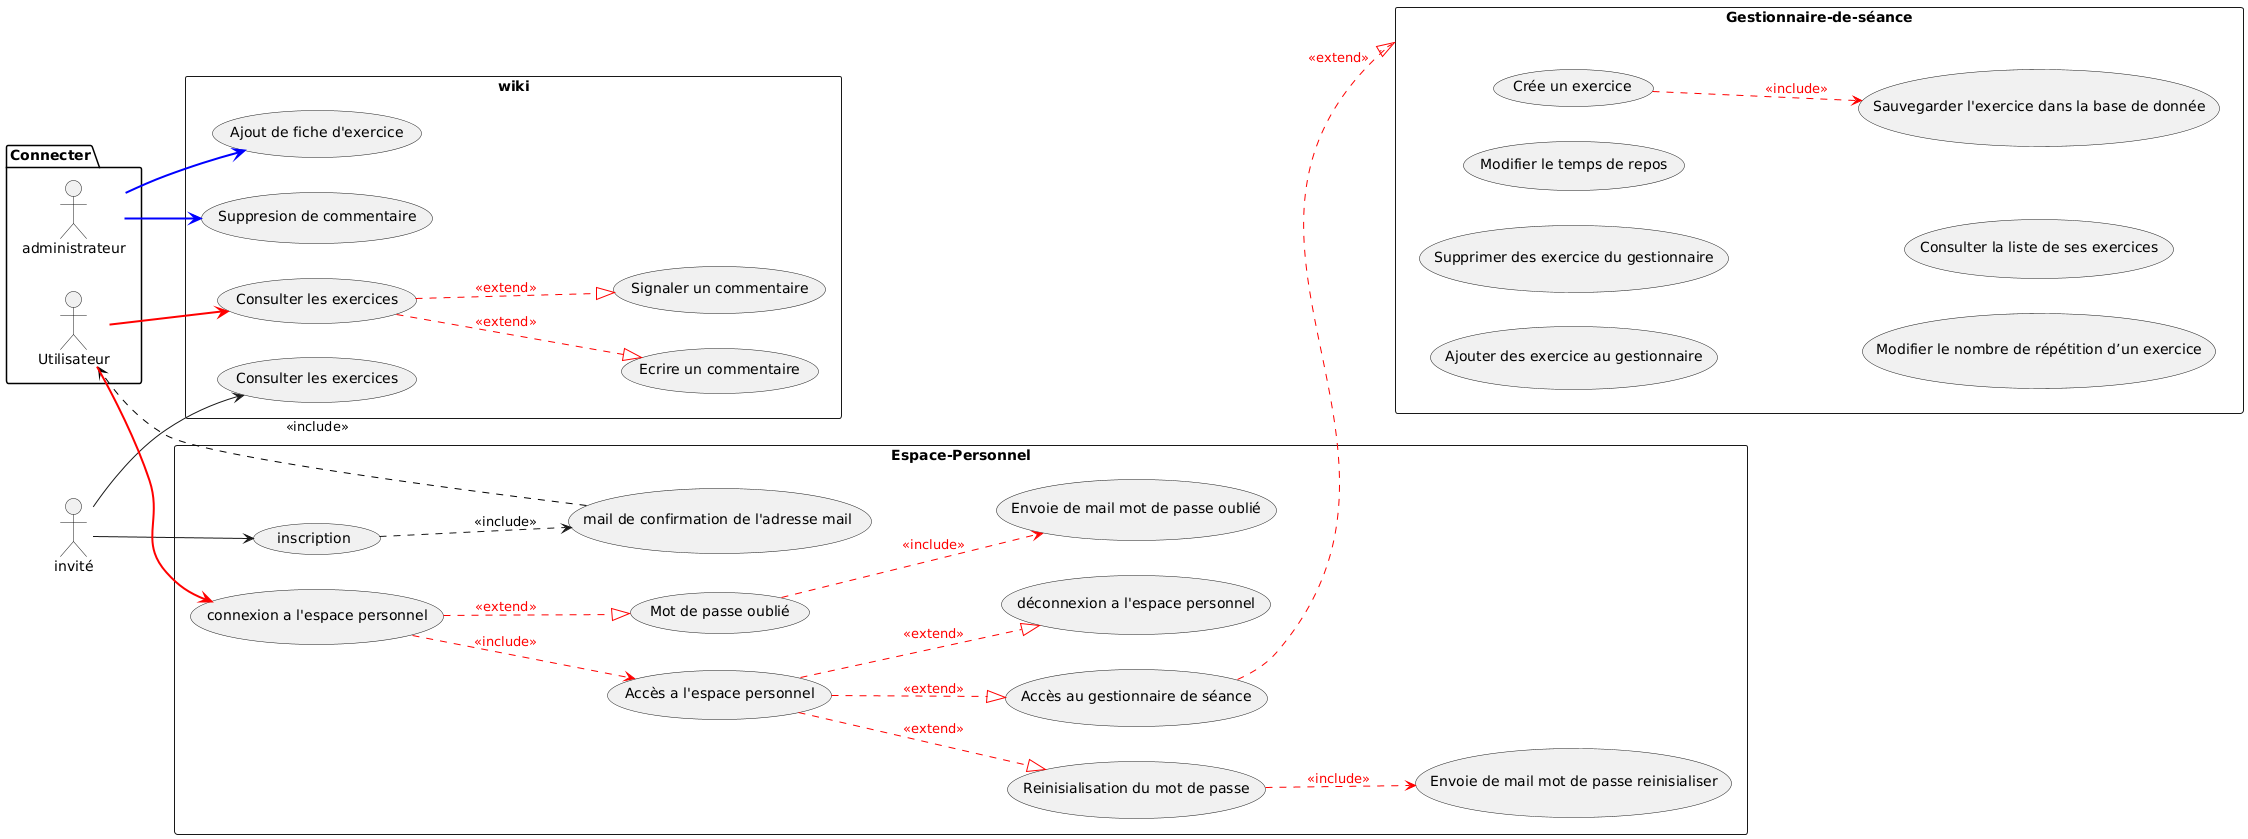 Gestionnaire-de-séance
«extend»
Crée un exercice
«include»
Sauvegarder l'exercice dans la base de donnée
Modifier le temps de repos
Supprimer des exercice du gestionnaire
Consulter la liste de ses exercices
Ajouter des exercice au gestionnaire
Modifier le nombre de répétition d’un exercice
wiki
Ajout de fiche d'exercice
Suppresion de commentaire
Consulter les exercices
«extend»
Signaler un commentaire
«extend»
Ecrire un commentaire
Consulter les exercices
Connecter
administrateur
Utilisateur
«include»
invité
Espace-Personnel
inscription
«include»
mail de confirmation de l'adresse mail
Envoie de mail mot de passe oublié
«include»
connexion a l'espace personnel
«extend»
Mot de passe oublié
«include»
déconnexion a l'espace personnel
«extend»
Accès a l'espace personnel
«extend»
Accès au gestionnaire de séance
«extend»
Reinisialisation du mot de passe
«include»
Envoie de mail mot de passe reinisialiser